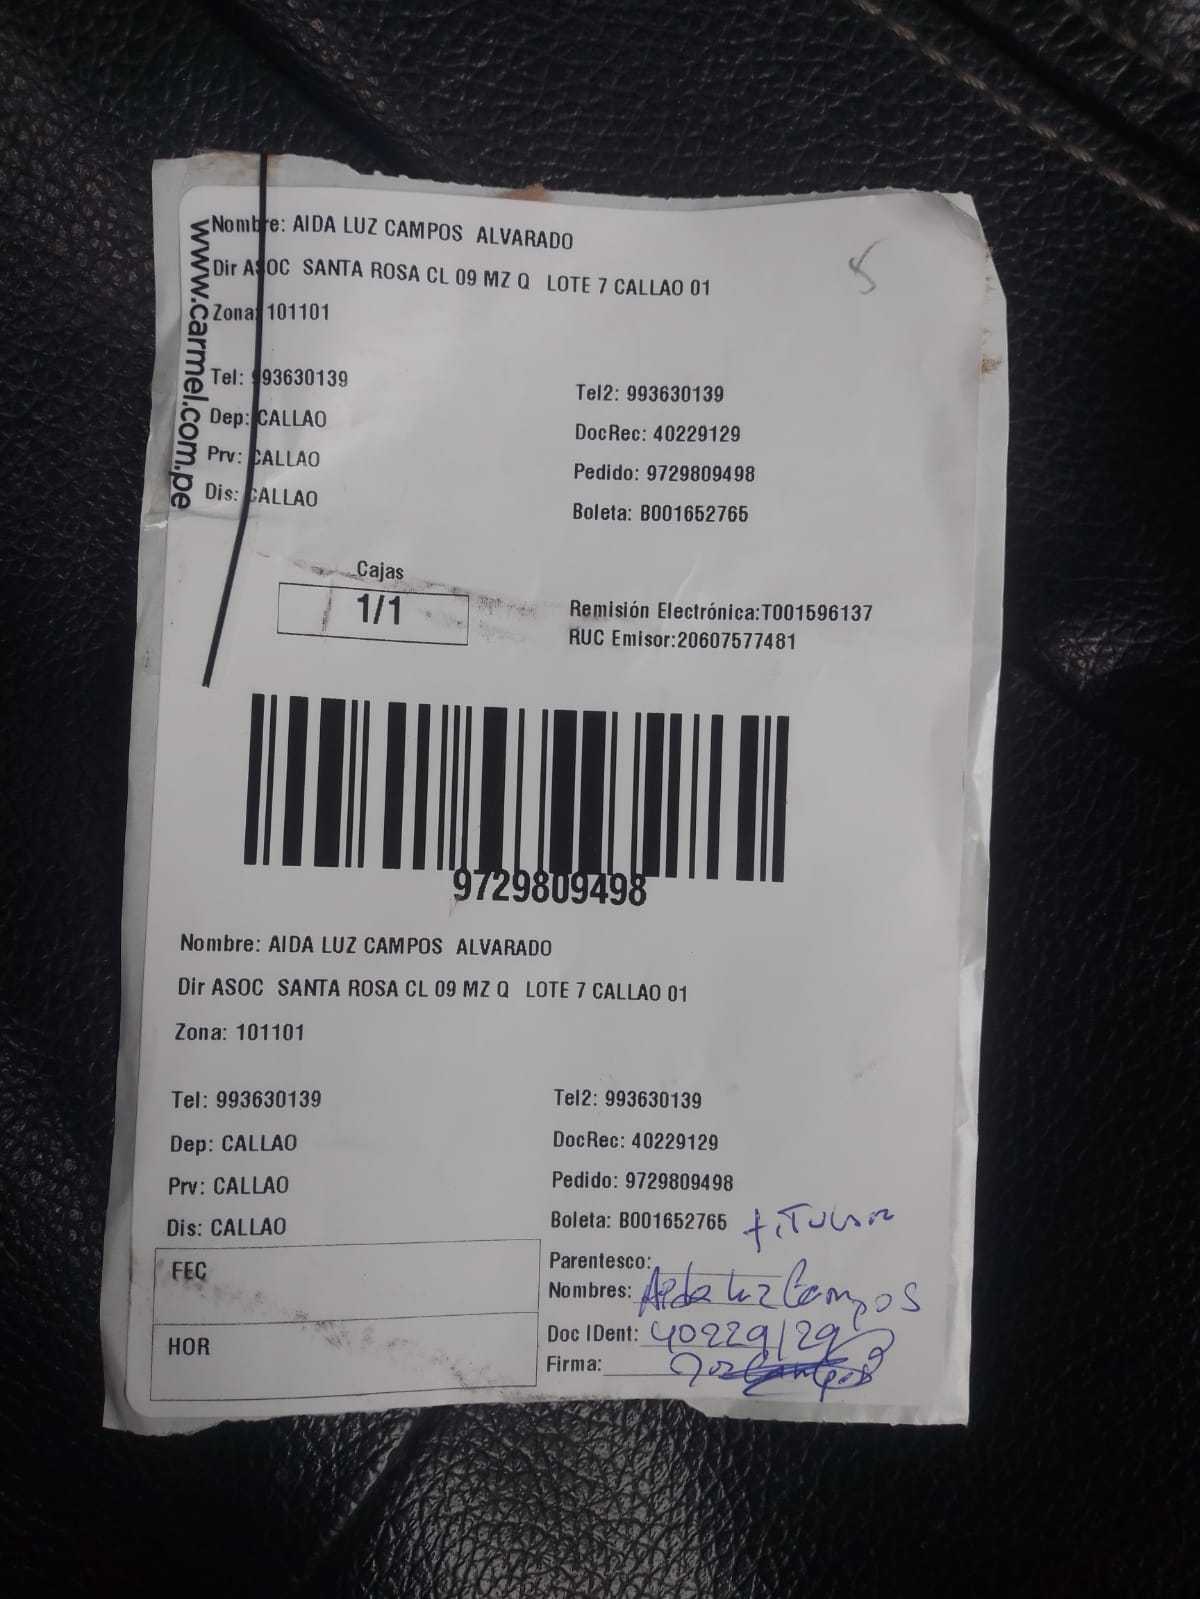 www.carmel.com.pe
Nombre: AIDA LUZ CAMPOS ALVARADO
Dir ASOC SANTA ROSA CL 09 MZ Q LOTE 7 CALLAO 01
Zona: 101101
Tel: 993630139
Dep: CALLAO
Prv: CALLAO
Dis: CALLAO
Tel2: 993630139
DocRec: 40229129
Pedido: 9729809498
Boleta: B001652765
Cajas
1/1
Remisión Electrónica:T001596137
RUC Emisor:20607577481
9729809498
Nombre: AIDA LUZ CAMPOS ALVARADO
Dir ASOC SANTA ROSA CL 09 MZ Q LOTE 7 CALLAO 01
Zona: 101101
Tel: 993630139
Dep: CALLAO
Prv: CALLAO
Dis: CALLAO
Tel2: 993630139
DocRec: 40229129
Pedido: 9729809498
Boleta: B001652765
FEC
HOR
Parentesco:
Nombres: Aida Luz Campos
Doc IDent: 40229129
Firma: